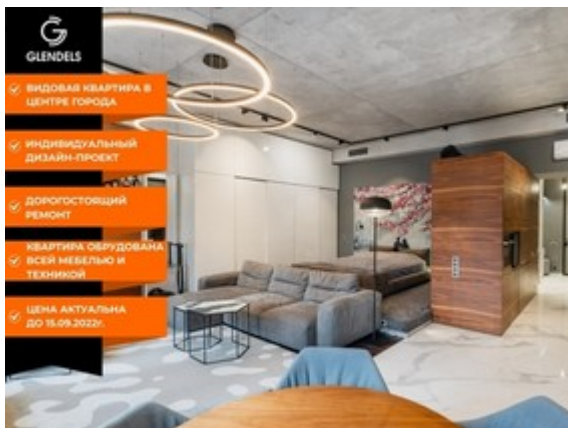 GLENDELS
ВИДОВАЯ КВАРТИРА В
ЦЕНТРЕ ГОРОДА
ИНДИВИДУАЛЬНЫЙ
ДИЗАЙН-ПРОЕКТ
ДОРОГОСТОЯЩИЙ
РЕМОНТ
КВАРТИРА ОБРУДОВАНА
ВСЕЙ МЕБЕЛЬЮ И
ТЕХНИКОЙ
ЦЕНА АКТУАЛЬНА
ДО 15.09.2022г.